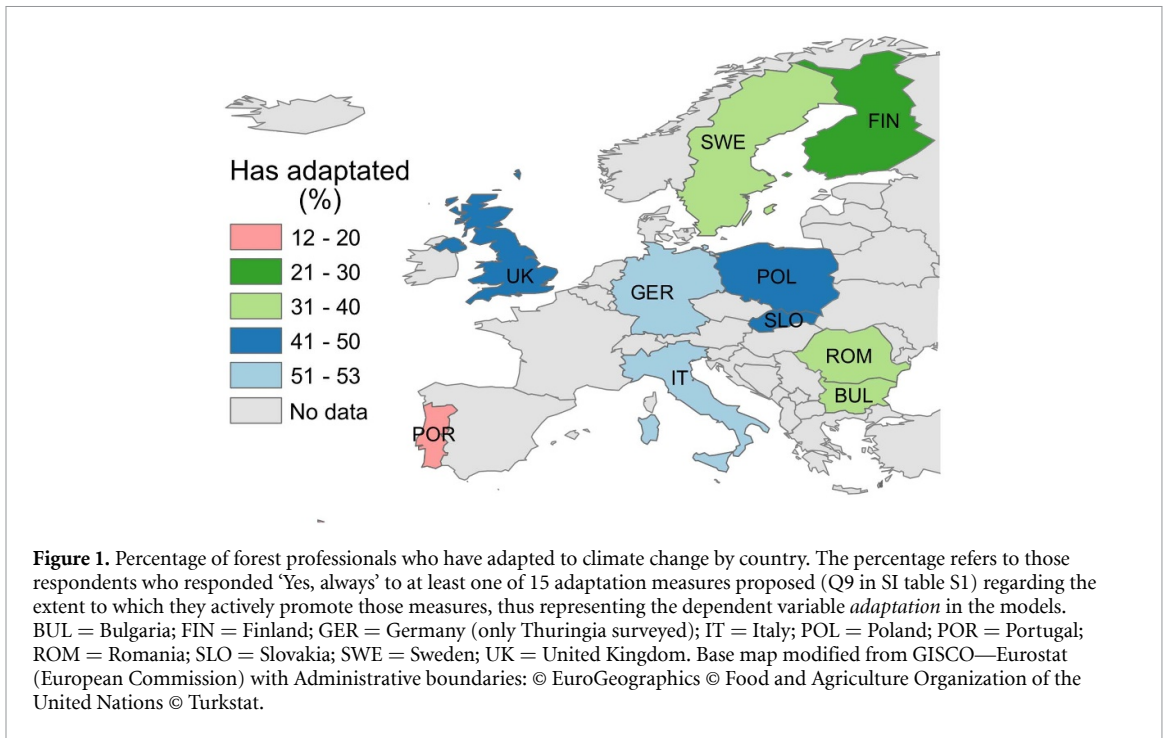 Has adaptated
(%)
12 - 20
21 - 30
31 - 40
41 - 50
51 - 53
No data
SWE
FIN
UK
GER
POL
SLO
IT
ROM
BUL
POR
Figure 1. Percentage of forest professionals who have adapted to climate change by country. The percentage refers to those
respondents who responded ‘Yes, always’ to at least one of 15 adaptation measures proposed (Q9 in SI table S1) regarding the
extent to which they actively promote those measures, thus representing the dependent variable adaptation in the models.
BUL = Bulgaria; FIN = Finland; GER = Germany (only Thuringia surveyed); IT = Italy; POL = Poland; POR = Portugal;
ROM = Romania; SLO = Slovakia; SWE = Sweden; UK = United Kingdom. Base map modified from GISCO—Eurostat
(European Commission) with Administrative boundaries: © EuroGeographics © Food and Agriculture Organization of the
United Nations © Turkstat.